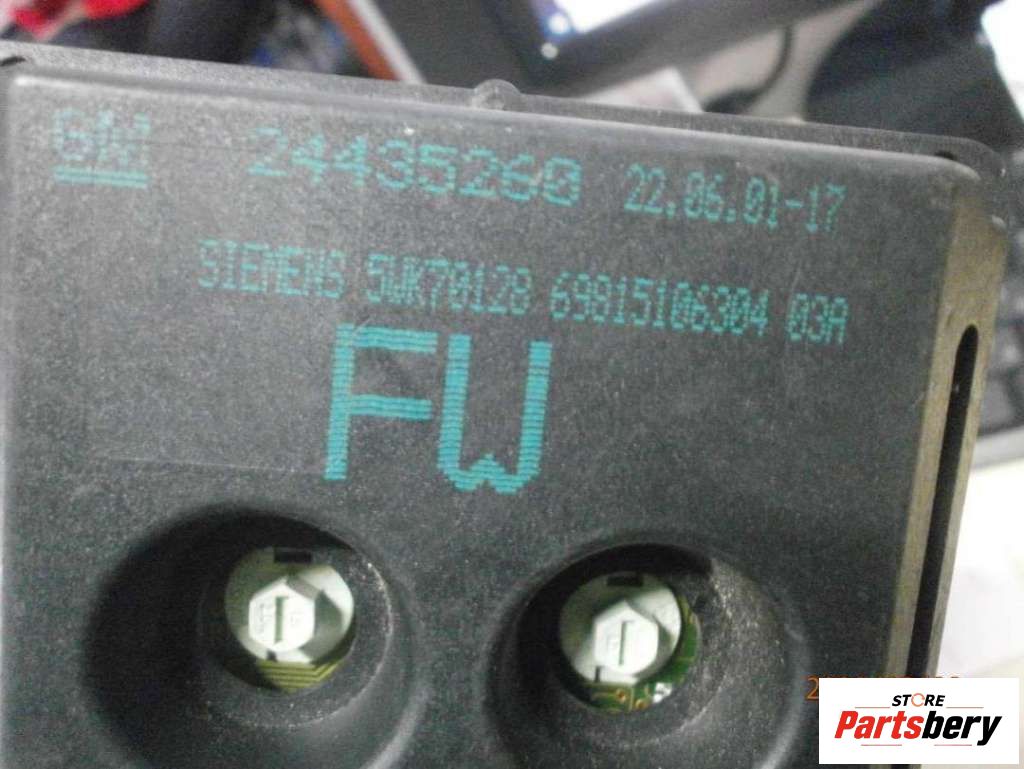 GM 24435260 22.06.01-17
SIEMENS 5WK70128 69815106304 03A
FW
STORE
Partsbery